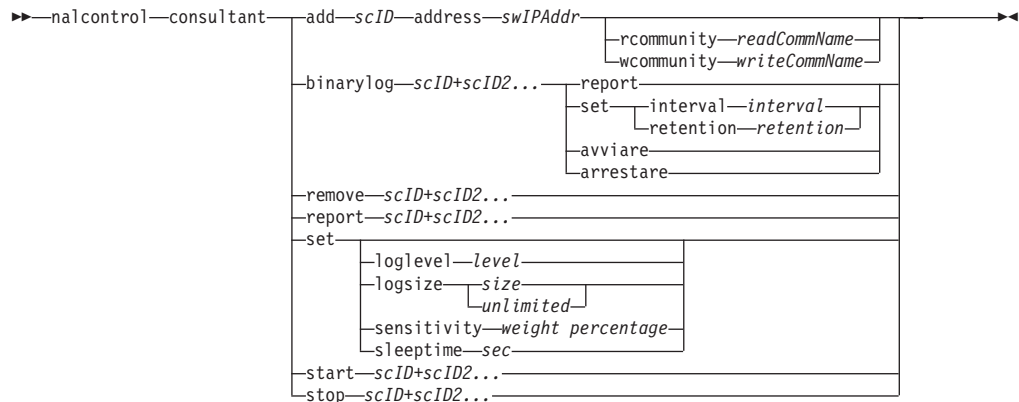 nalcontrol consultant add scID address swIPAddr
rcommunity readCommName
wcommunity writeCommName
binarylog scID+scID2... report
set interval interval
retention retention
avviare
arrestare
remove scID+scID2...
report scID+scID2...
set
loglevel level
logsize size
unlimited
sensitivity weight percentage
sleeptime sec
start scID+scID2...
stop scID+scID2...